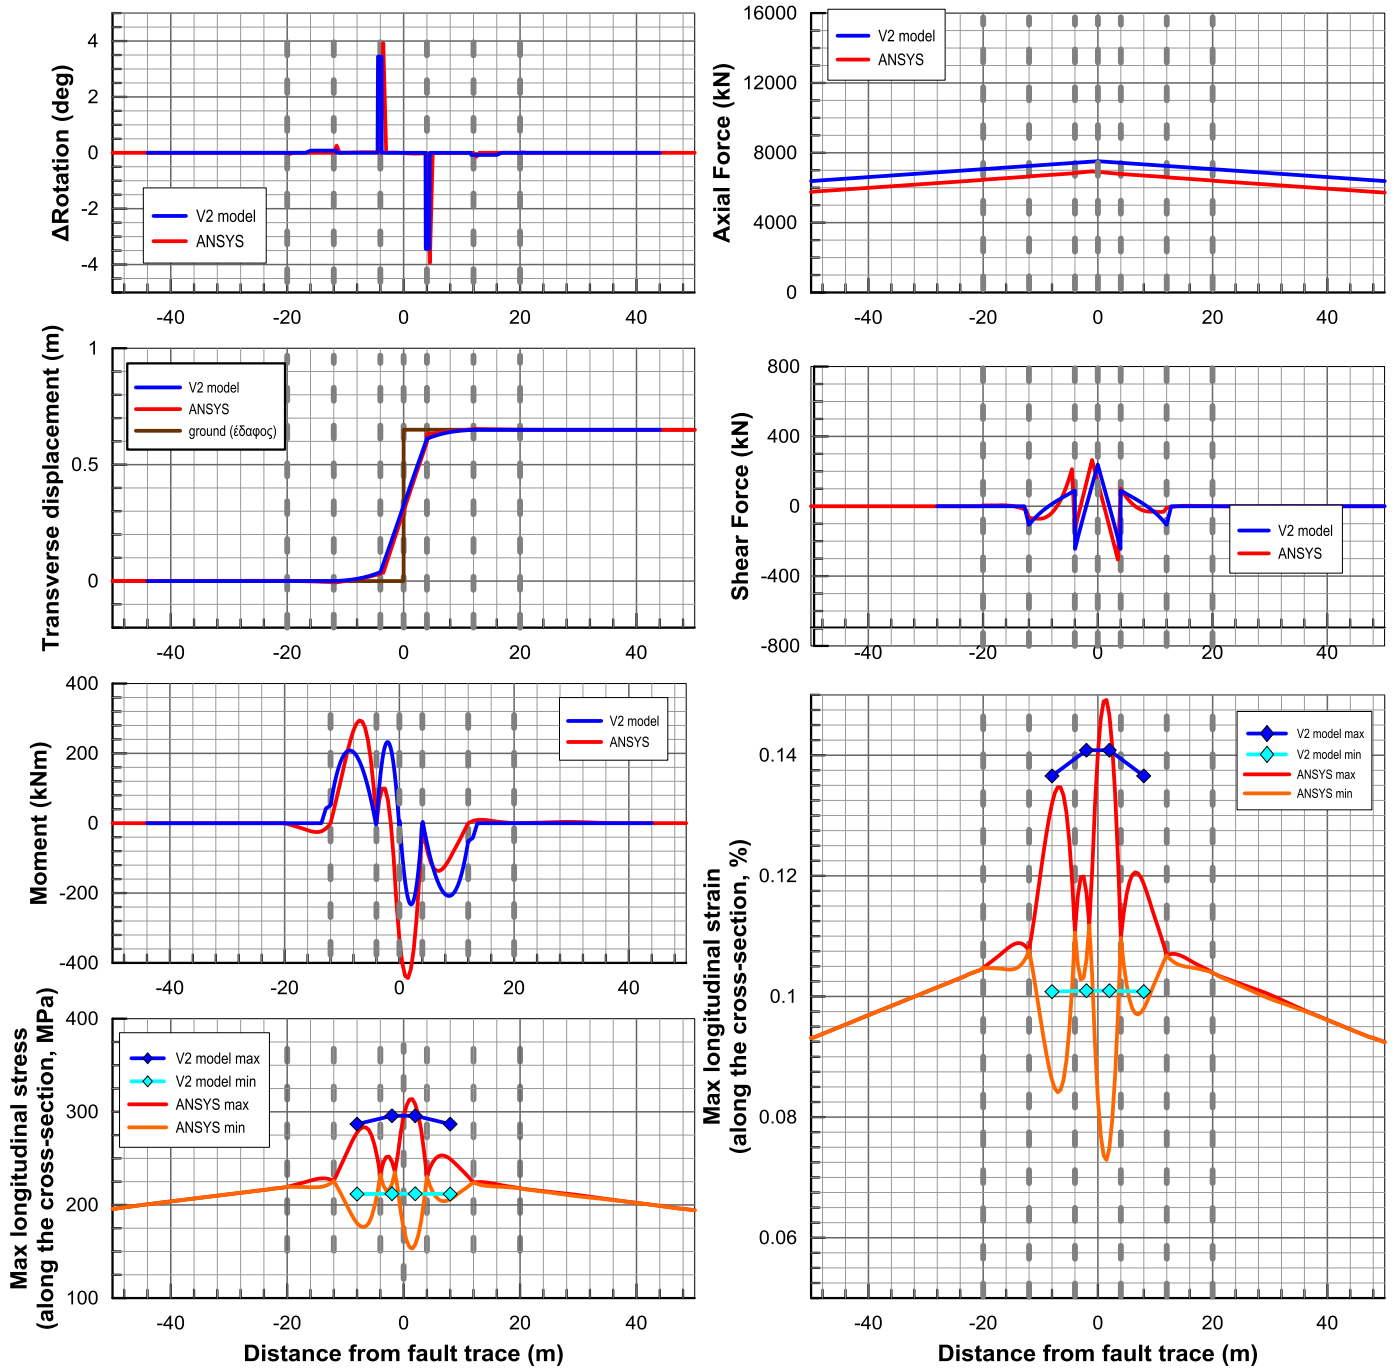 ΔRotation (deg)
4
2
0
-2
-4
V2 model
ANSYS
-40
-20
0
20
40
Axial Force (kN)
16000
12000
8000
4000
0
V2 model
ANSYS
-40
-20
0
20
40
Transverse displacement (m)
1
0.5
0
V2 model
ANSYS
ground (έδαφος)
-40
-20
0
20
40
Shear Force (kN)
800
400
0
-400
-800
V2 model
ANSYS
-40
-20
0
20
40
Moment (kNm)
400
200
0
-200
-400
V2 model
ANSYS
-40
-20
0
20
40
Max longitudinal stress
(along the cross-section, MPa)
400
300
200
100
V2 model max
V2 model min
ANSYS max
ANSYS min
-40
-20
0
20
40
Distance from fault trace (m)
Max longitudinal strain
(along the cross-section, %)
0.14
0.12
0.1
0.08
0.06
V2 model max
V2 model min
ANSYS max
ANSYS min
-40
-20
0
20
40
Distance from fault trace (m)